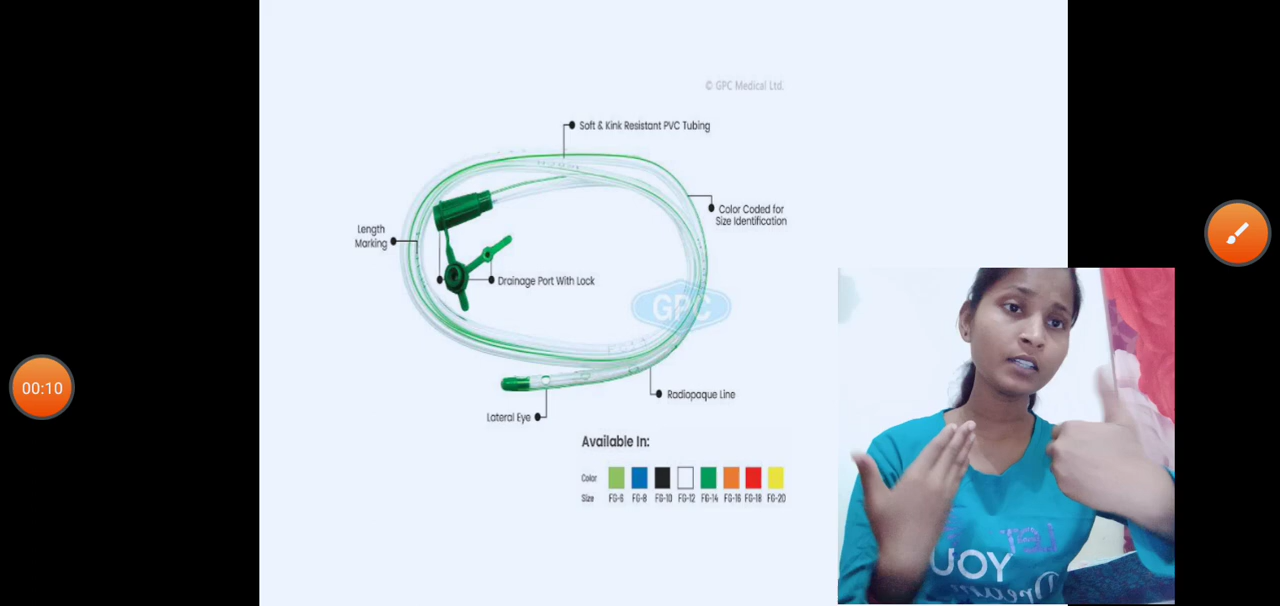 © GPC Medical Ltd.
Soft & Kink Resistant PVC Tubing
Color Coded for
Size Identification
Length
Marking
Drainage Port With Lock
GPC
Radiopaque Line
Lateral Eye
Available In:
Color
Size FG-6 FG-8 FG-10 FG-12 FG-14 FG-16 FG-18 FG-20
00:10
LET
YOU
Dream